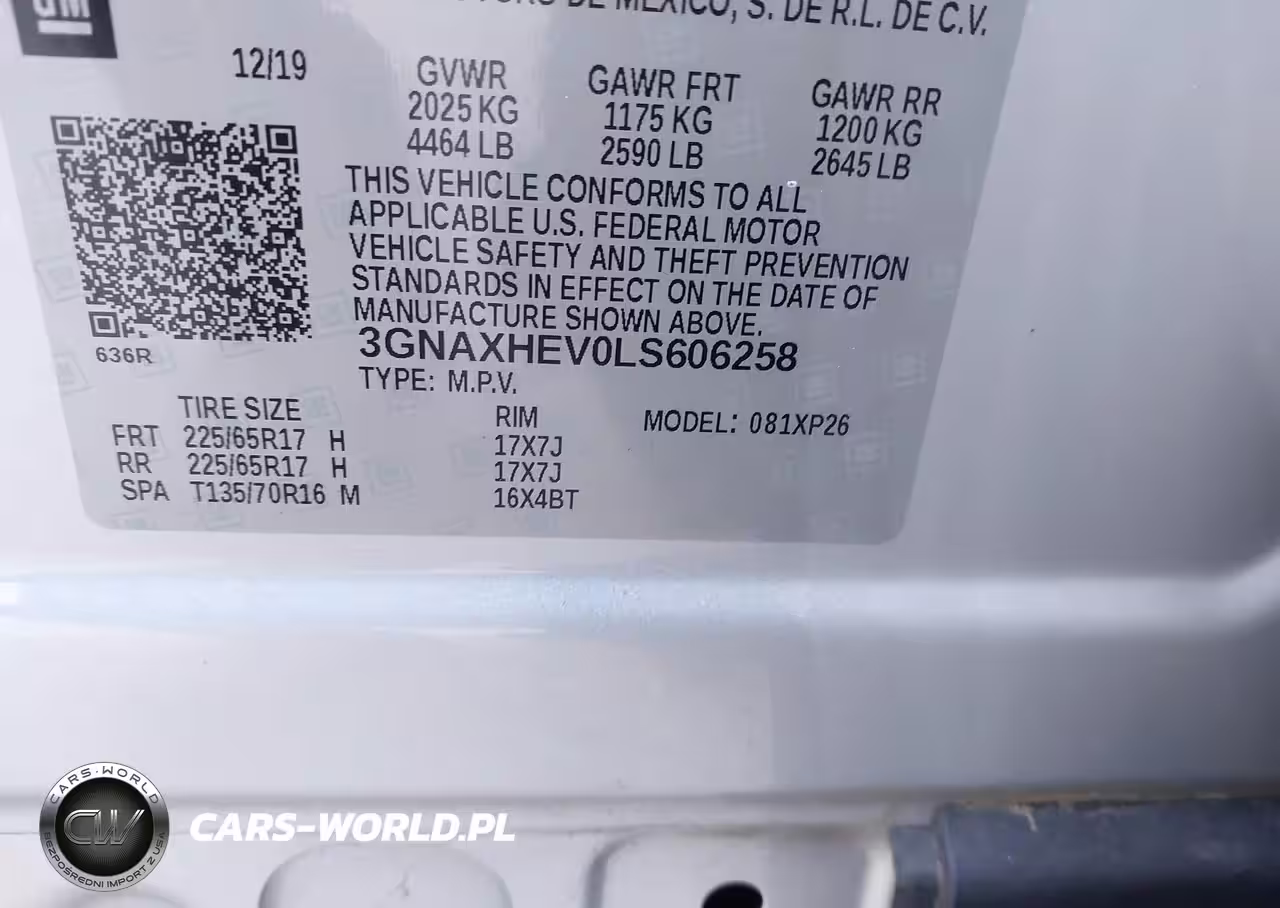 GM
DE MEXICO, S. DE R.L. DE C.V.
12/19
GVWR GAWR FRT GAWR RR
2025 KG 1175 KG 1200 KG
4464 LB 2590 LB 2645 LB
THIS VEHICLE CONFORMS TO ALL
APPLICABLE U.S. FEDERAL MOTOR
VEHICLE SAFETY AND THEFT PREVENTION
STANDARDS IN EFFECT ON THE DATE OF
MANUFACTURE SHOWN ABOVE.
636R
3GNAXHEV0LS606258
TYPE: M.P.V.
TIRE SIZE RIM MODEL: 081XP26
FRT 225/65R17 H 17X7J
RR 225/65R17 H 17X7J
SPA T135/70R16 M 16X4BT
CARS-WORLD
CW
BEZPOŚREDNI IMPORT Z USA
CARS-WORLD.PL